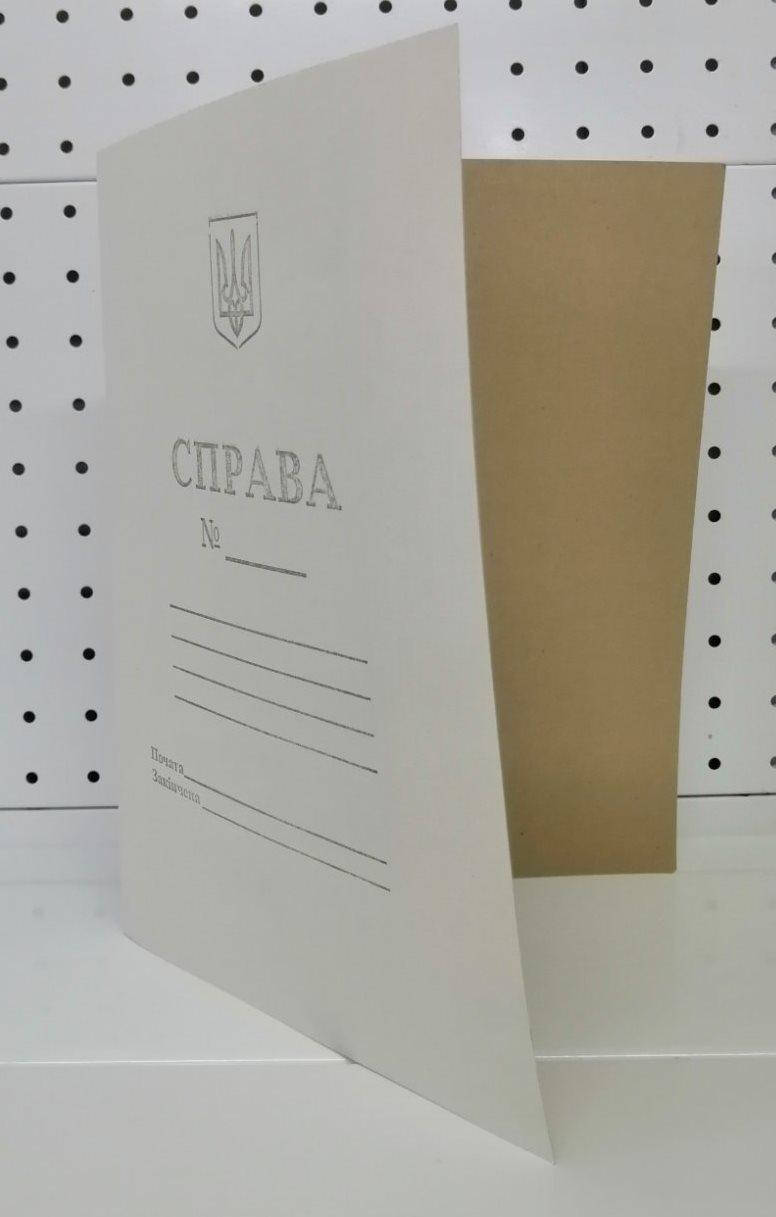 СПРАВА
№
Почата
Закінчена